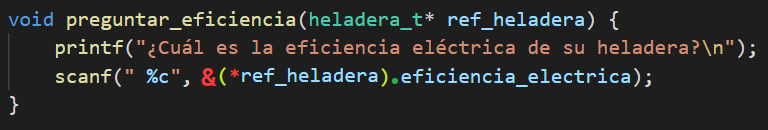 void preguntar_eficiencia(heladera_t* ref_heladera) {
    printf("¿Cuál es la eficiencia eléctrica de su heladera?\n");
    scanf(" %c", &(*ref_heladera).eficiencia_electrica);
}